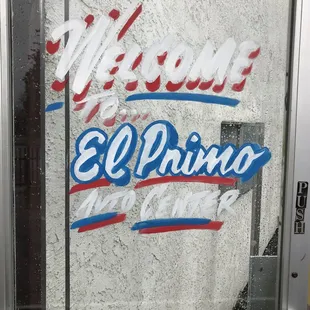 Welcome
To...
El Primo
Auto Center
PUSH